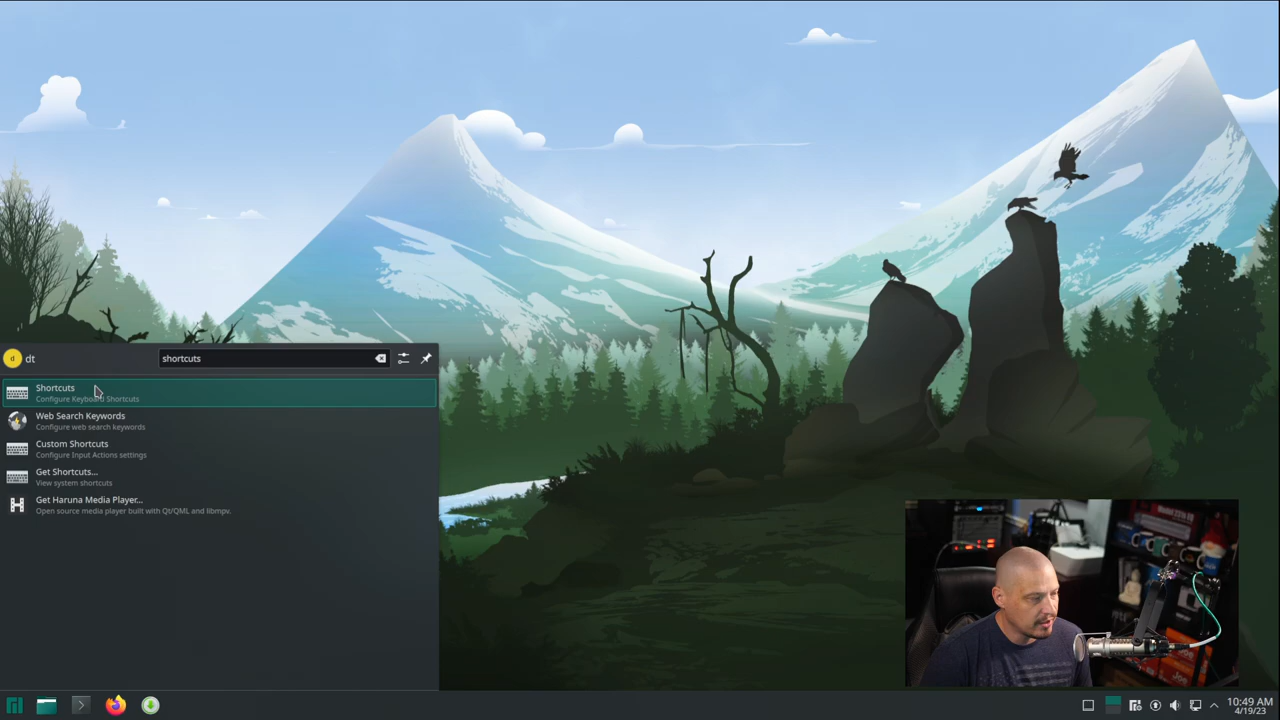 d
dt
shortcuts
Shortcuts
Configure Keyboard Shortcuts
Web Search Keywords
Configure web search keywords
Custom Shortcuts
Configure Input Actions settings
Get Shortcuts...
View system shortcuts
Get Haruna Media Player...
Open source media player built with Qt/QML and libmpv.
10:49 AM
4/19/23